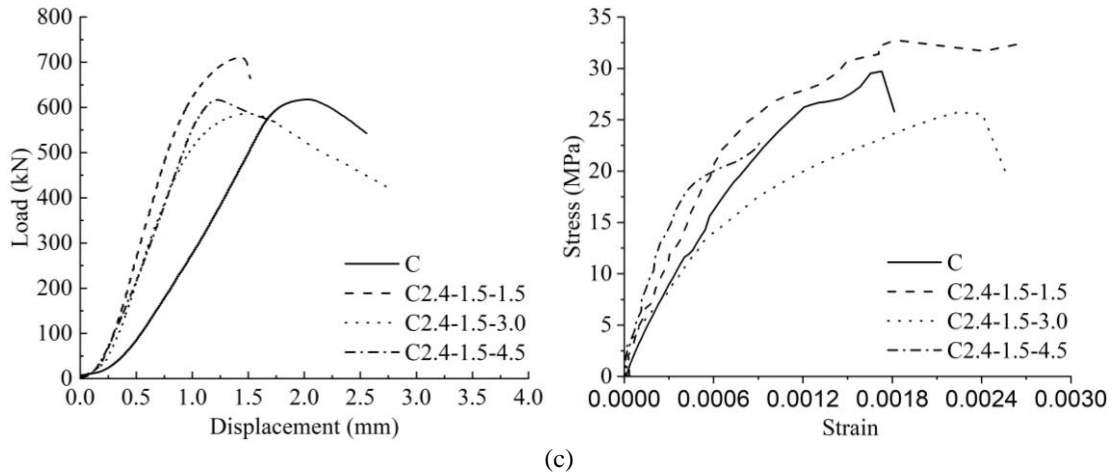 800
700
600
500
400
300
200
100
0
Load (kN)
0.0 0.5 1.0 1.5 2.0 2.5 3.0 3.5 4.0
Displacement (mm)
C
C2.4-1.5-1.5
C2.4-1.5-3.0
C2.4-1.5-4.5
35
30
25
20
15
10
5
0
Stress (MPa)
0.0000 0.0006 0.0012 0.0018 0.0024 0.0030
Strain
C
C2.4-1.5-1.5
C2.4-1.5-3.0
C2.4-1.5-4.5
(c)